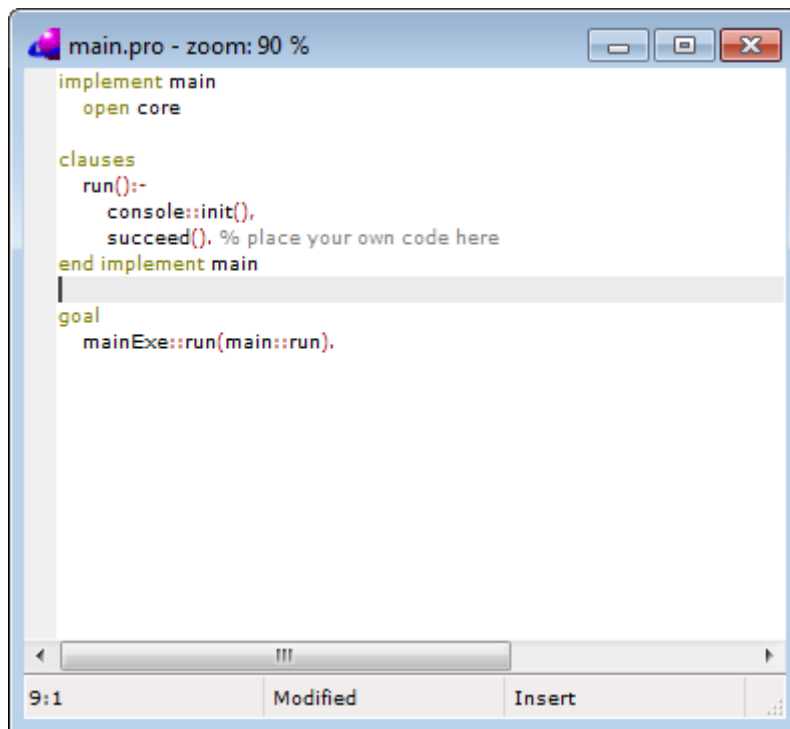 main.pro - zoom: 90 %
implement main
open core
clauses
run():-
console::init(),
succeed(). % place your own code here
end implement main
goal
mainExe::run(main::run).
9:1 Modified Insert